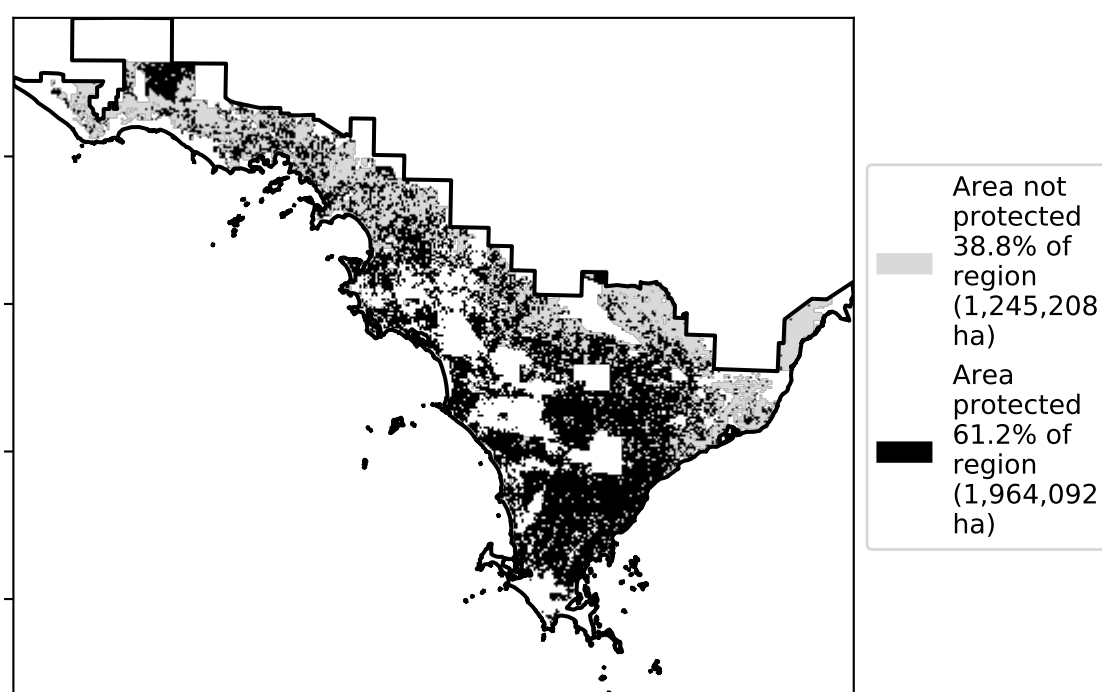 Area not
protected
38.8% of
region
(1,245,208
ha)
Area
protected
61.2% of
region
(1,964,092
ha)